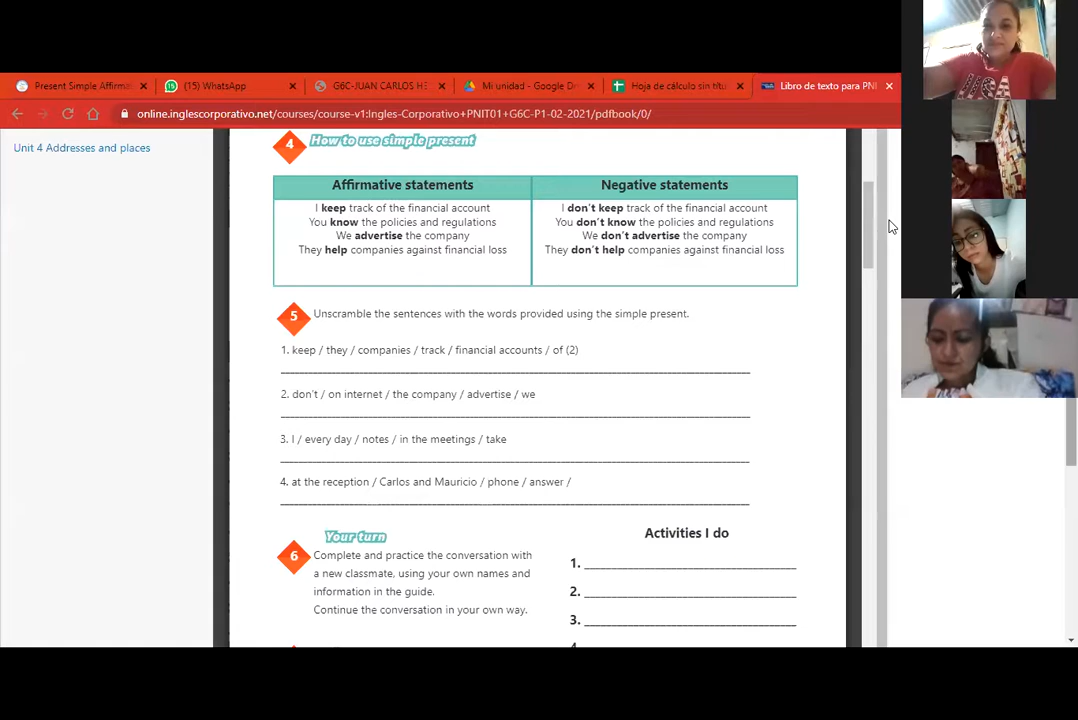 Present Simple Affirma
(15) WhatsApp
G6C-JUAN CARLOS HE
Mi unidad - Google Dr
Hoja de cálculo sin títu
Libro de texto para PNI
online.inglescorporativo.net/courses/course-v1:Ingles-Corporativo+PNIT01+G6C-P1-02-2021/pdfbook/0/
Unit 4 Addresses and places
4 How to use simple present
Affirmative statements
I keep track of the financial account
You know the policies and regulations
We advertise the company
They help companies against financial loss
Negative statements
I don't keep track of the financial account
You don't know the policies and regulations
We don't advertise the company
They don't help companies against financial loss
5 Unscramble the sentences with the words provided using the simple present.
1. keep / they / companies / track / financial accounts / of (2)
2. don't / on internet / the company / advertise / we
3. I / every day / notes / in the meetings / take
4. at the reception / Carlos and Mauricio / phone / answer /
Your turn
6 Complete and practice the conversation with
a new classmate, using your own names and
information in the guide.
Continue the conversation in your own way.
Activities I do
1.
2.
3.